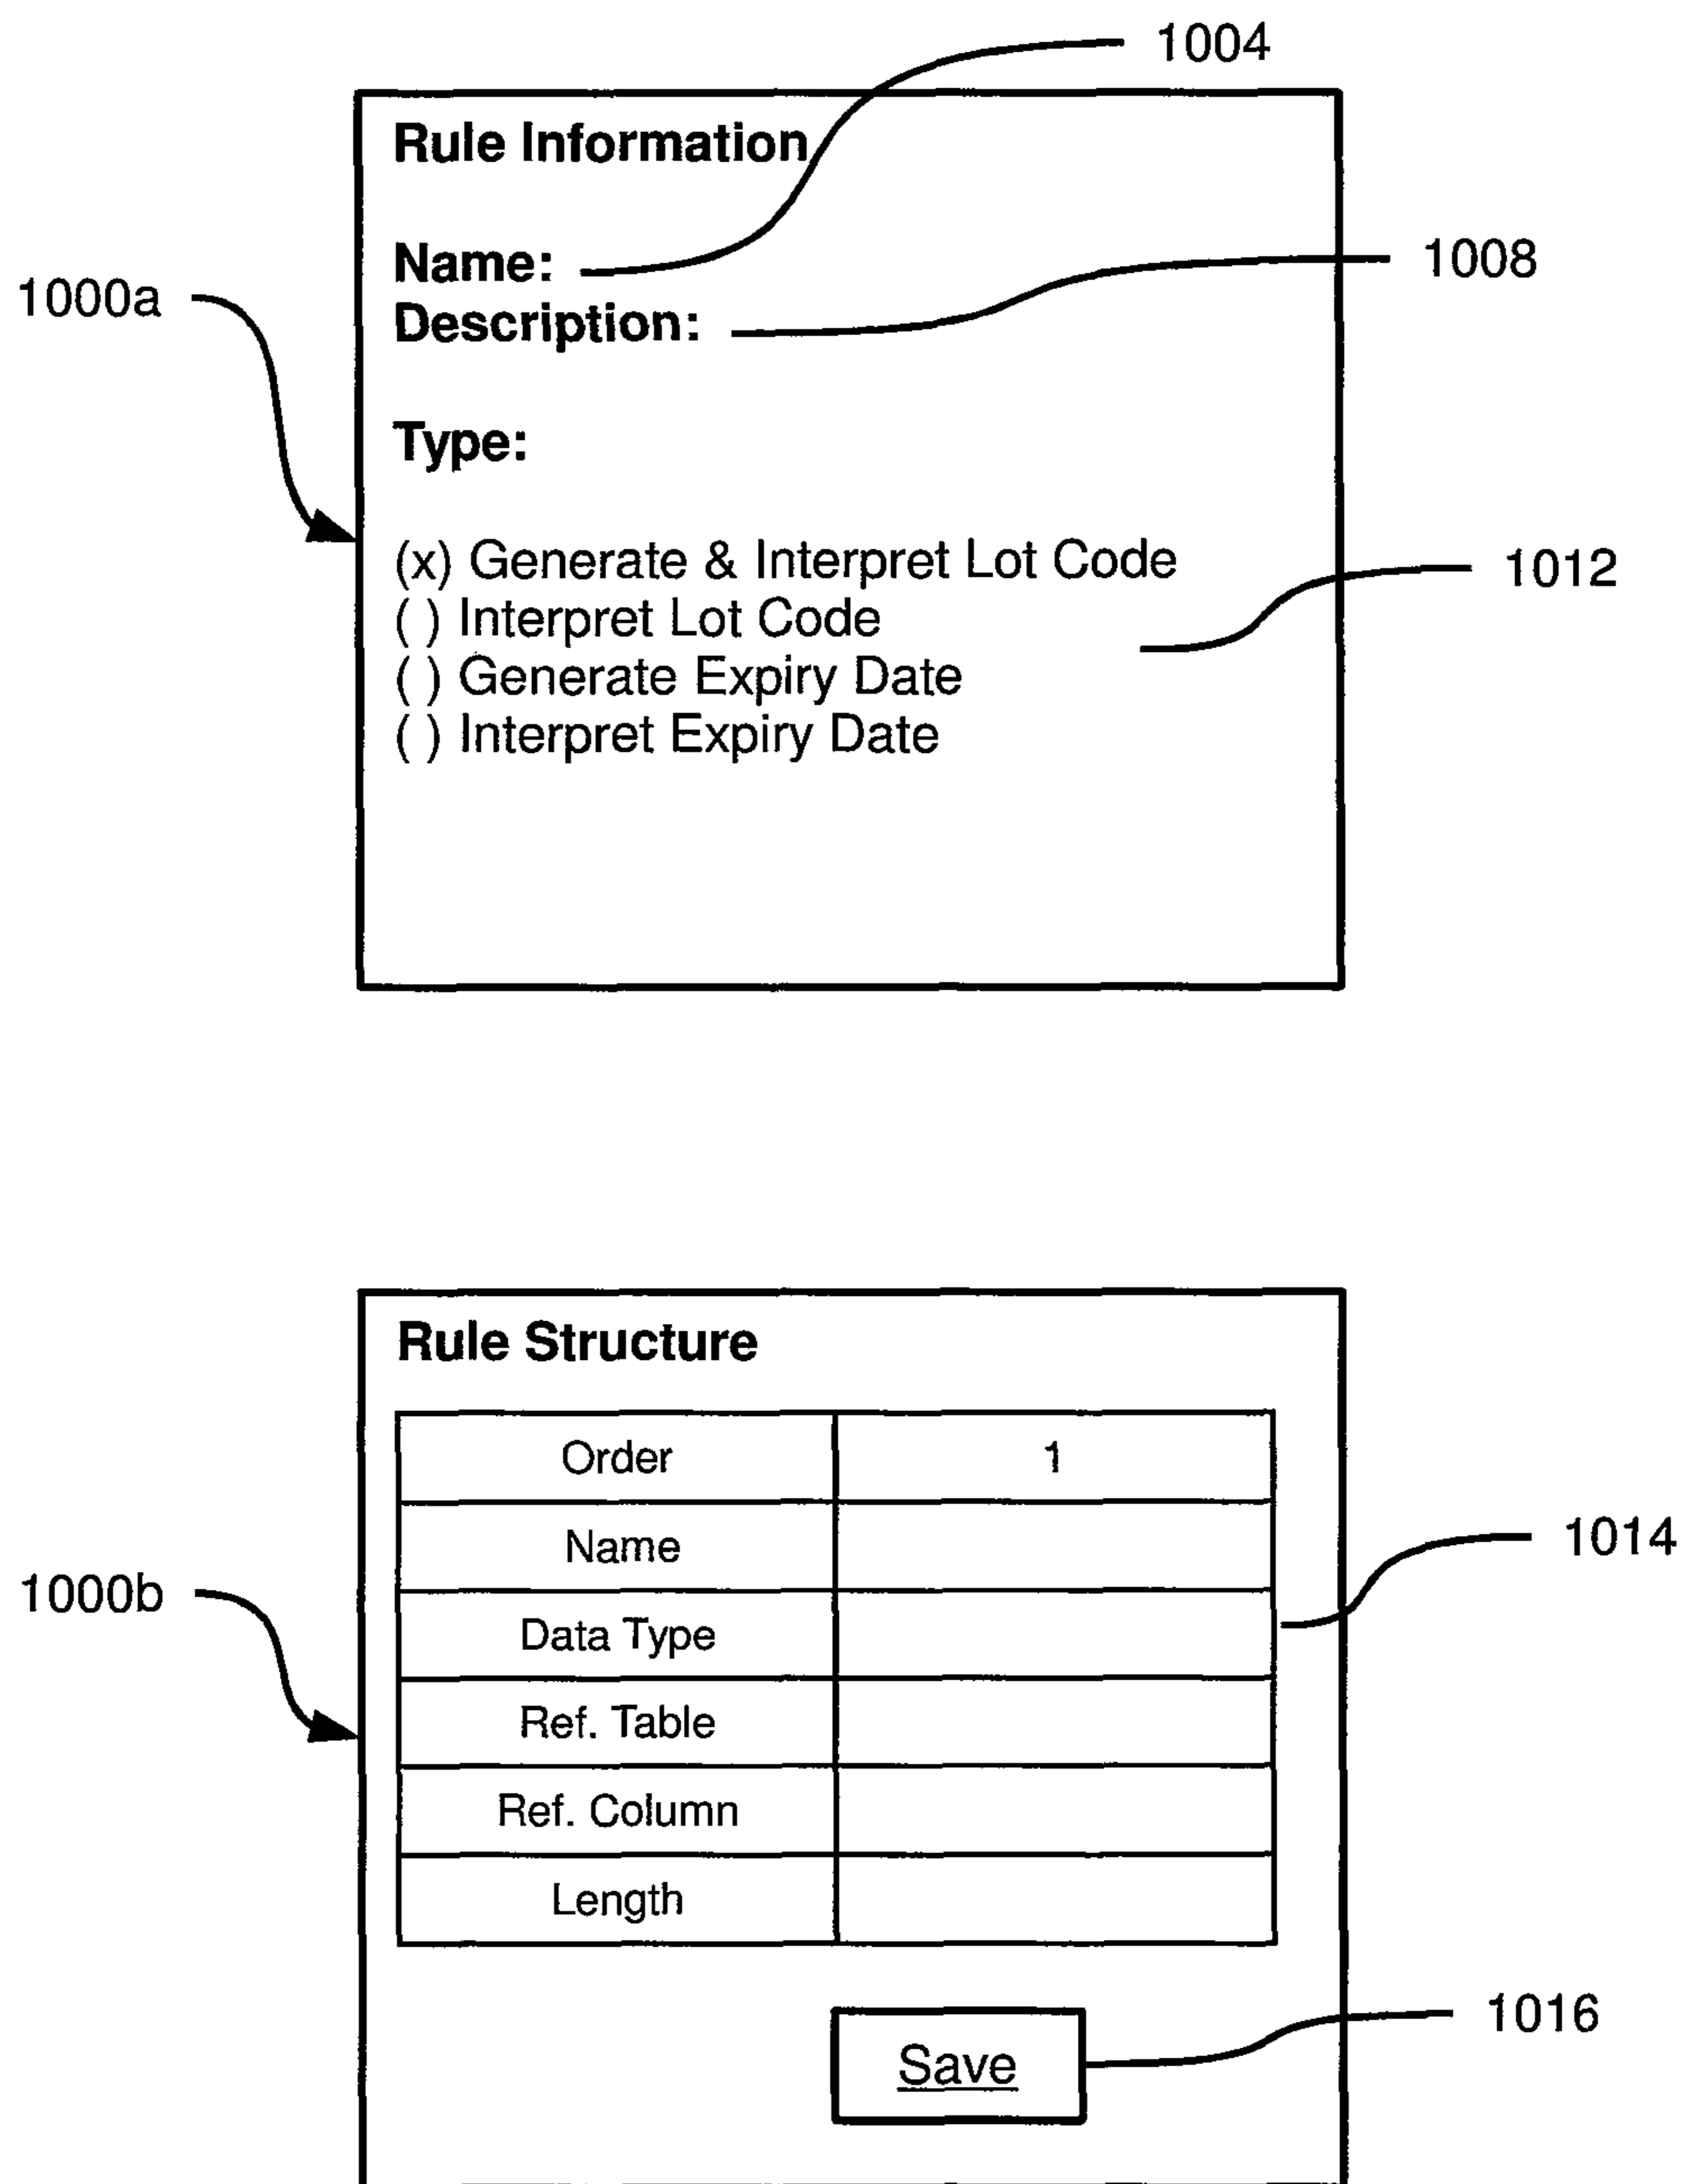 1004
Rule Information
Name:
1008
1000a
Description:
Type:
(x) Generate & Interpret Lot Code
1012
( ) Interpret Lot Code
( ) Generate Expiry Date
( ) Interpret Expiry Date
Rule Structure
Order 1
Name
1014
1000b
Data Type
Ref. Table
Ref. Column
Length
1016
Save